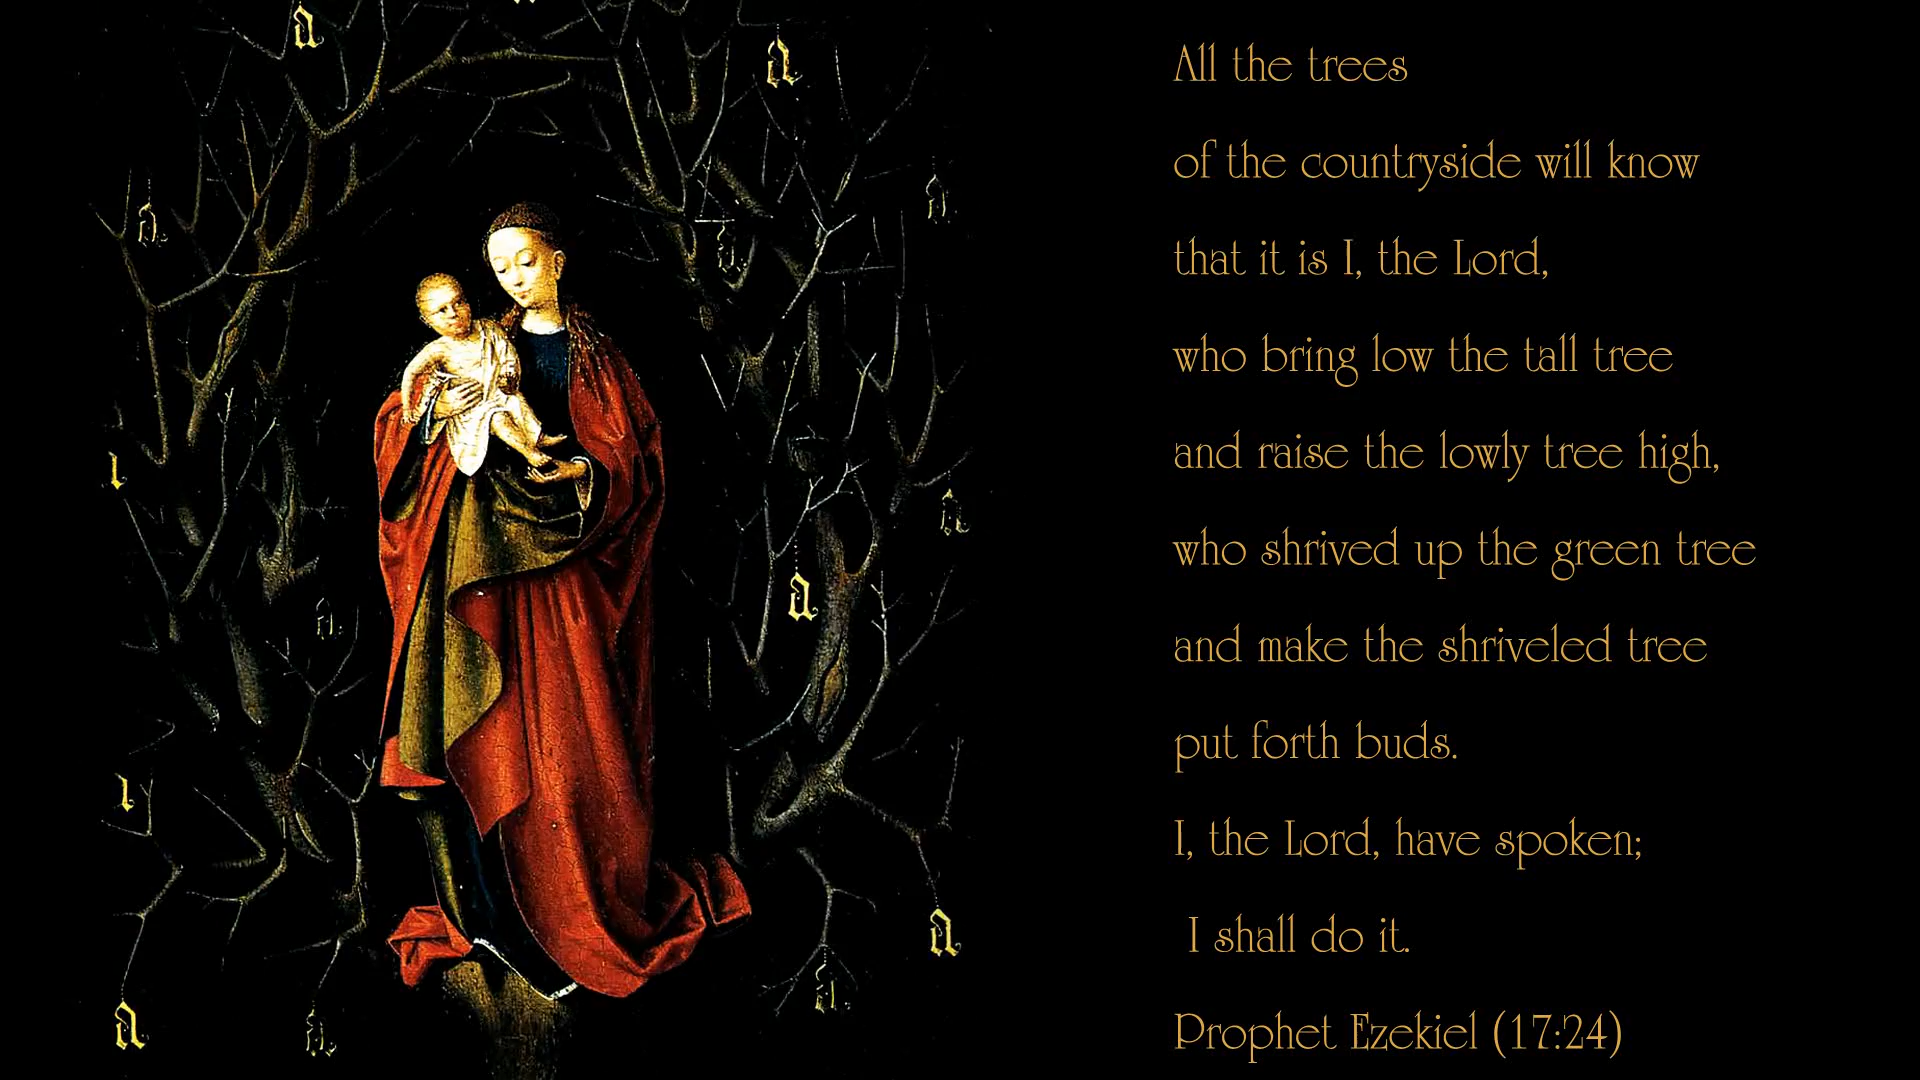 All the trees
of the countryside will know
that it is I, the Lord,
who bring low the tall tree
and raise the lowly tree high,
who shrived up the green tree
and make the shriveled tree
put forth buds.
I, the Lord, have spoken;
I shall do it.
Prophet Ezekiel (17:24)
a
a
a
a
a
a
a
a
a
a
a
a